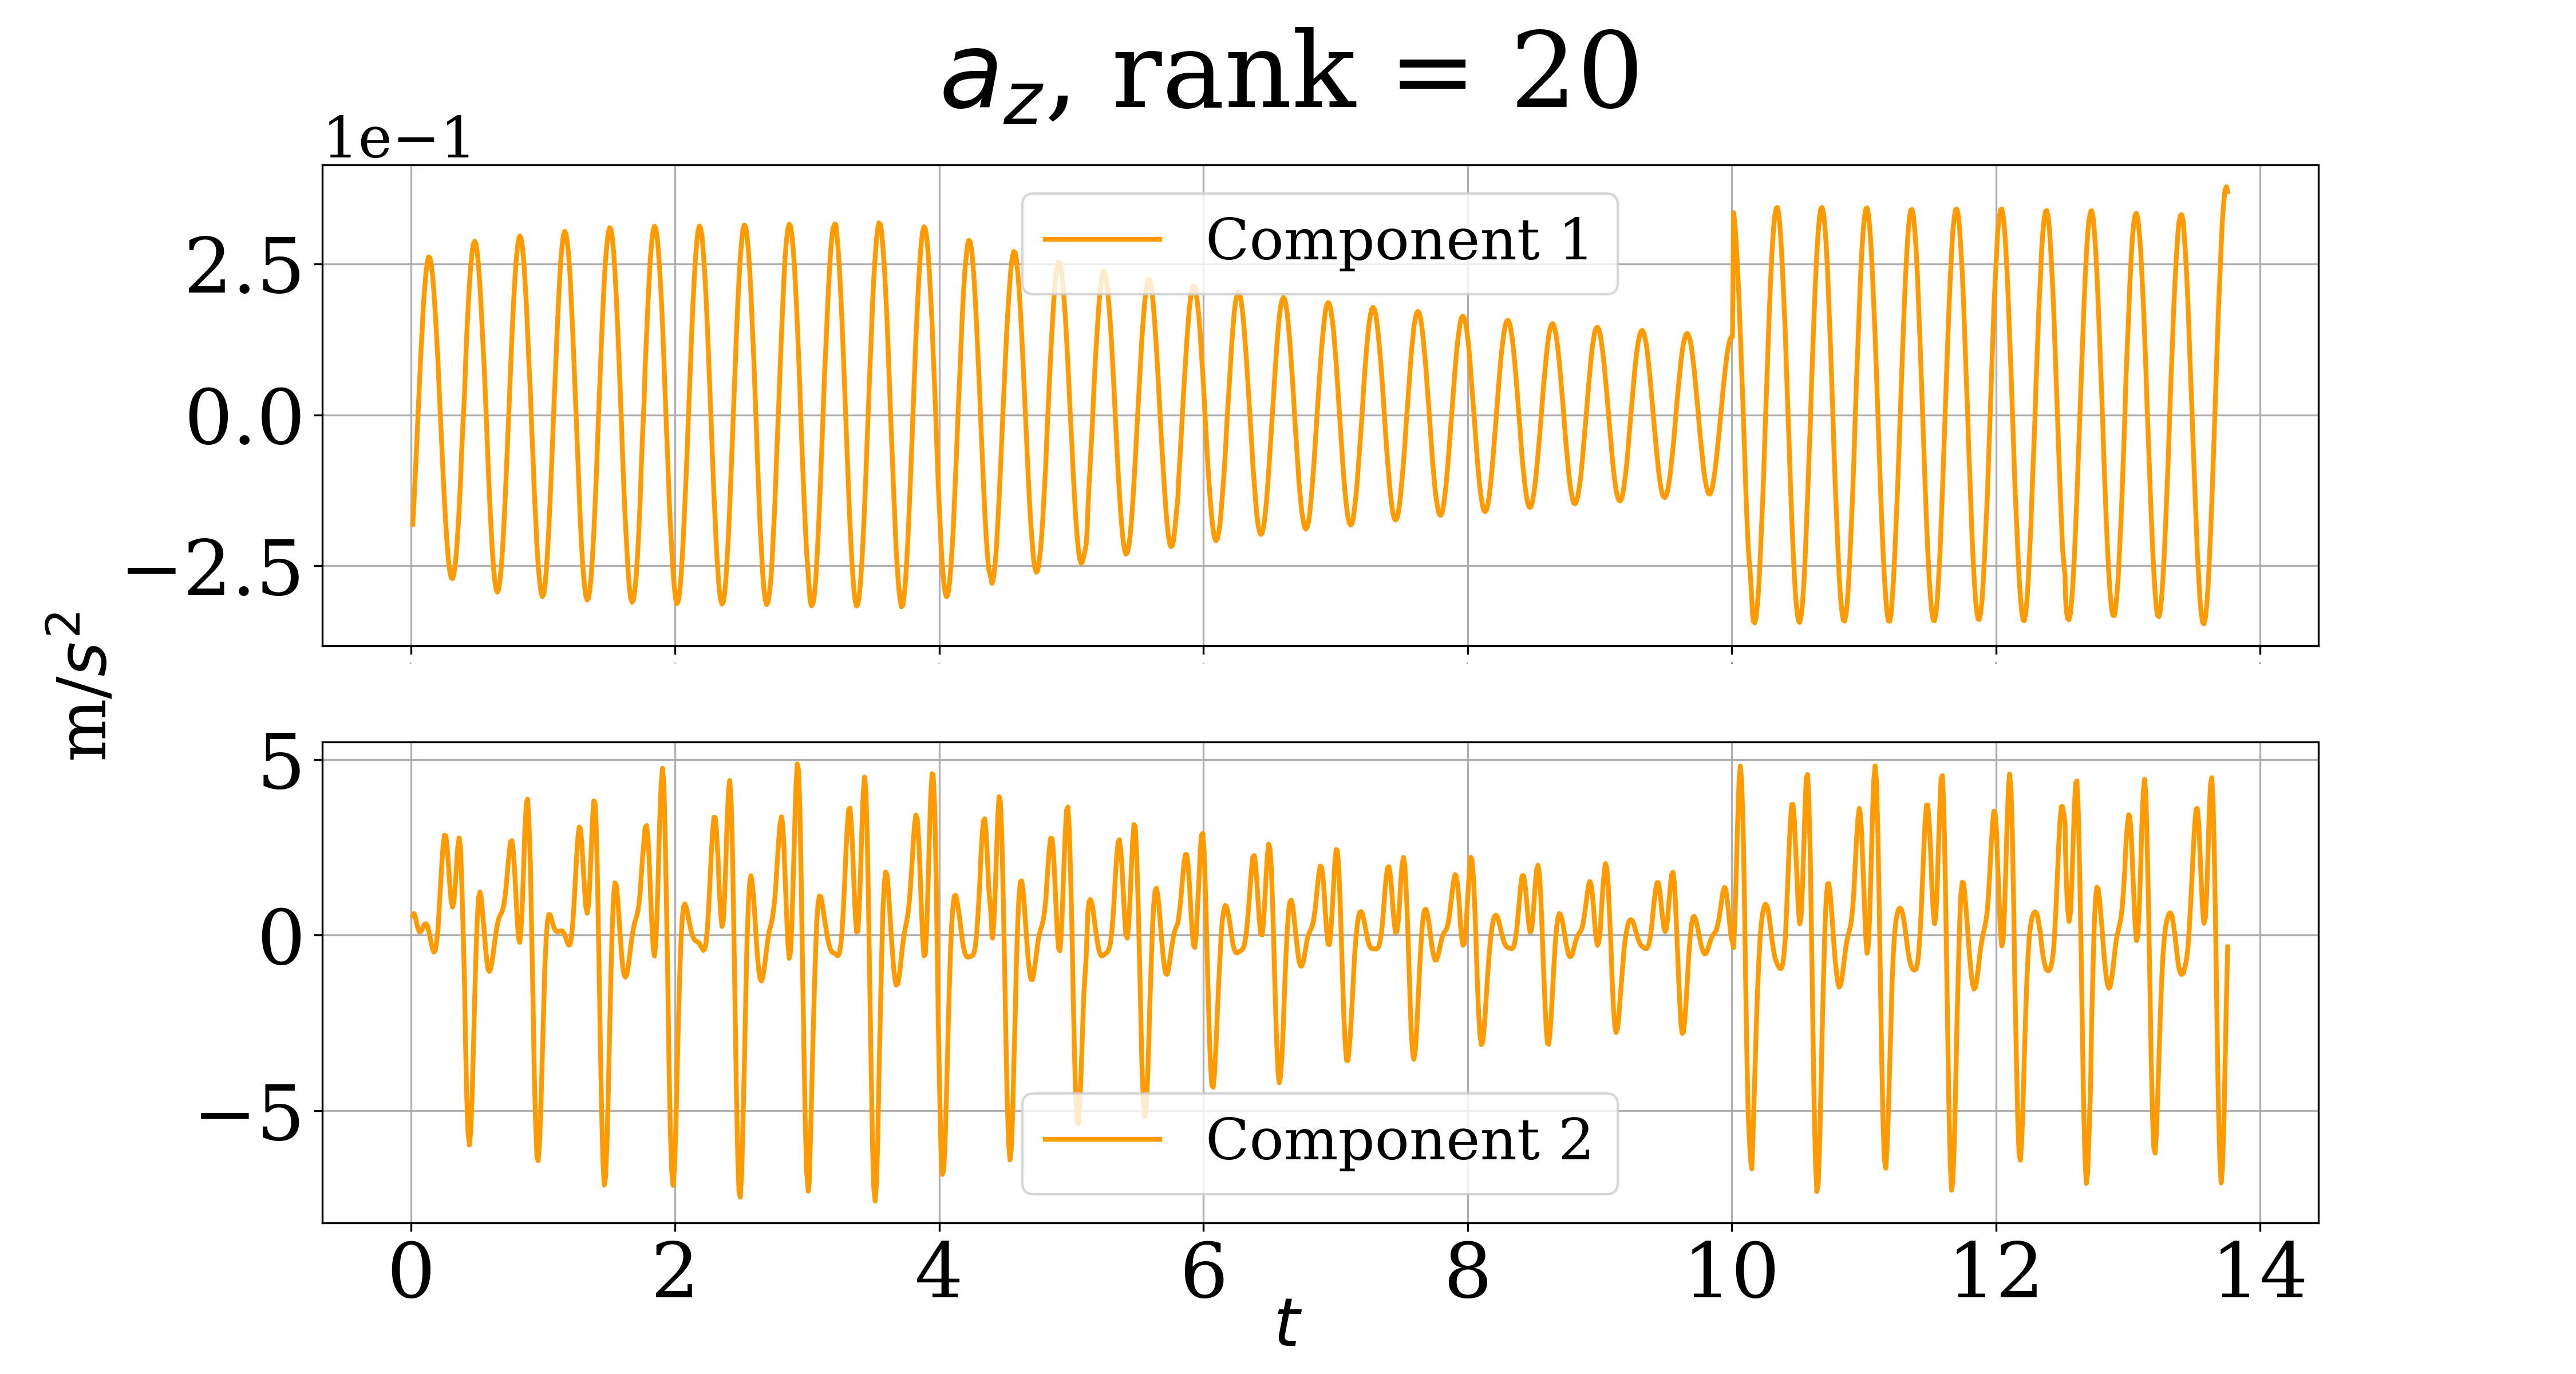 a_z, rank = 20
1e−1
2.5
0.0
−2.5
Component 1
m/s²
5
0
−5
Component 2
0 2 4 6 8 10 12 14
t